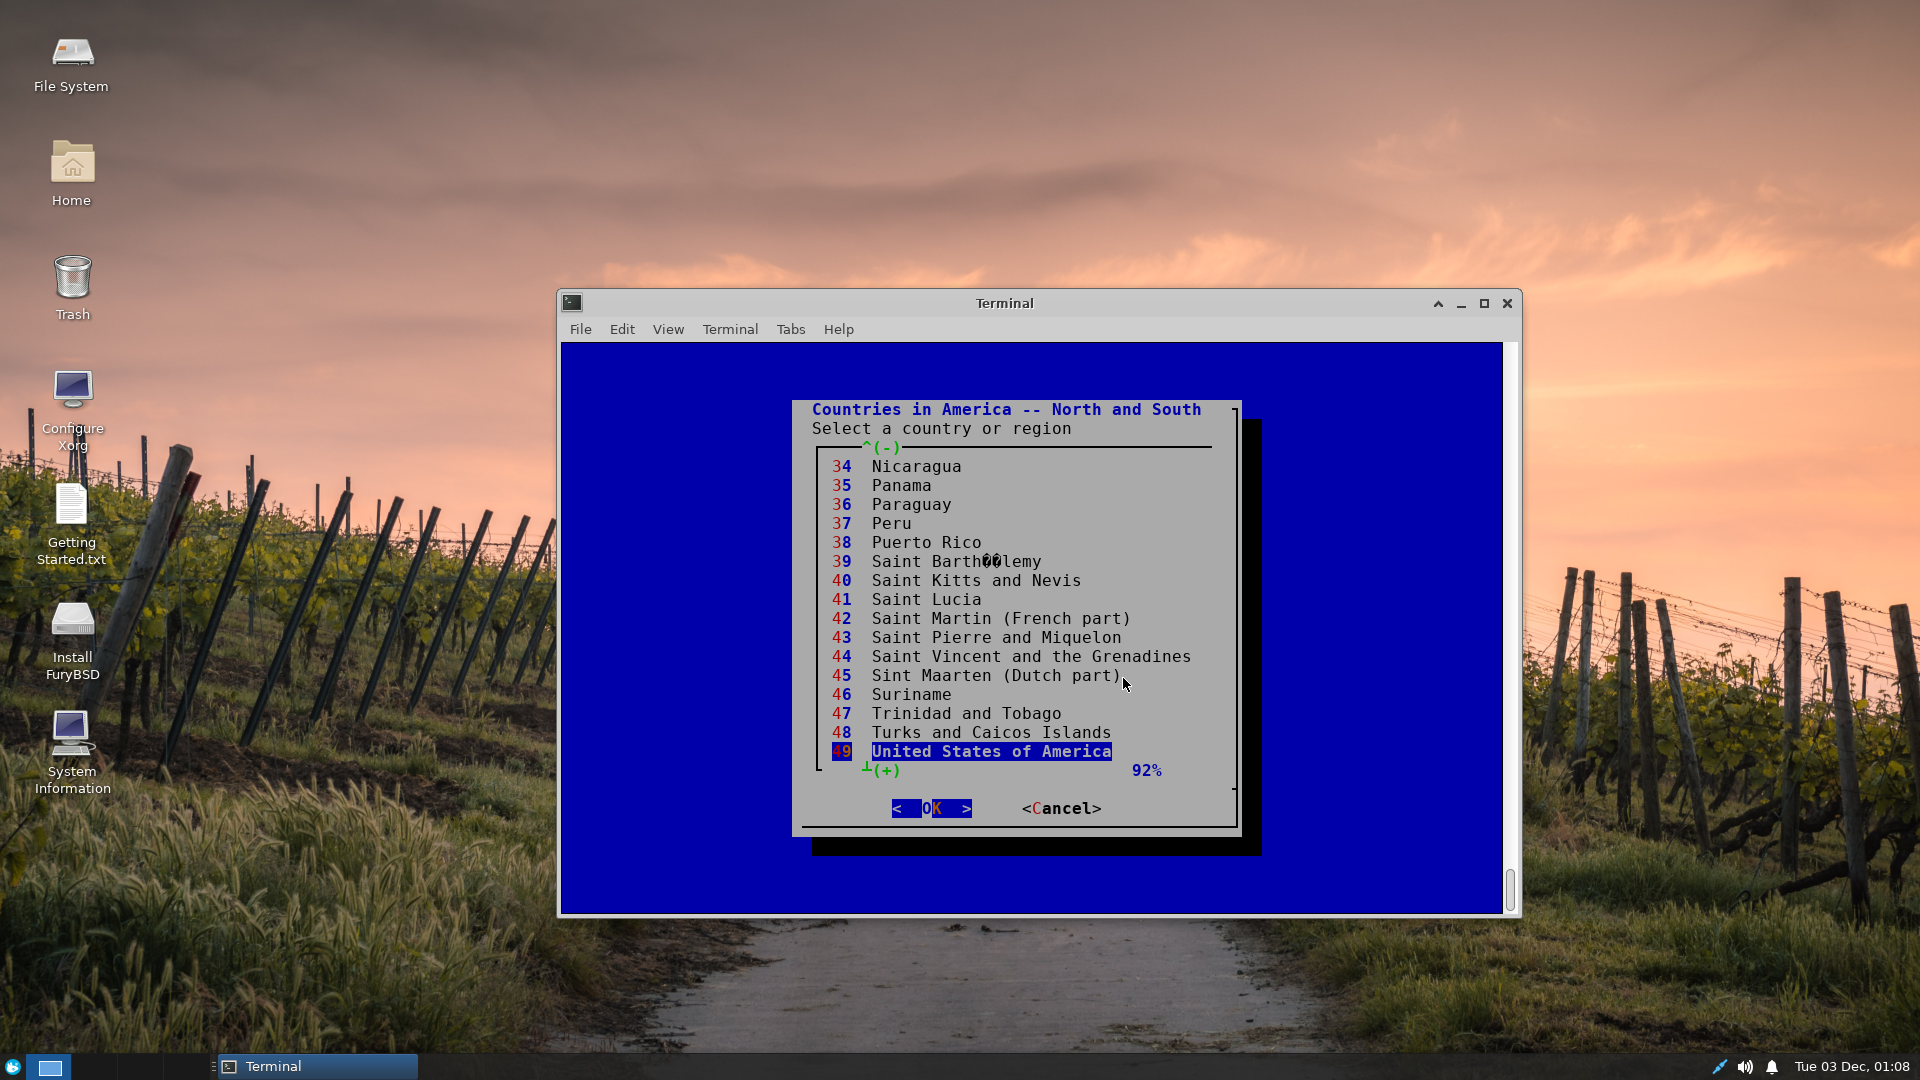 File System
Home
Trash
Configure
Xorg
Getting
Started.txt
Install
FuryBSD
System
Information
Terminal
File Edit View Terminal Tabs Help
Countries in America -- North and South
Select a country or region
^(-)
34 Nicaragua
35 Panama
36 Paraguay
37 Peru
38 Puerto Rico
39 Saint Barth��lemy
40 Saint Kitts and Nevis
41 Saint Lucia
42 Saint Martin (French part)
43 Saint Pierre and Miquelon
44 Saint Vincent and the Grenadines
45 Sint Maarten (Dutch part)
46 Suriname
47 Trinidad and Tobago
48 Turks and Caicos Islands
49 United States of America
┴(+) 92%
< OK > <Cancel>
Terminal
Tue 03 Dec, 01:08